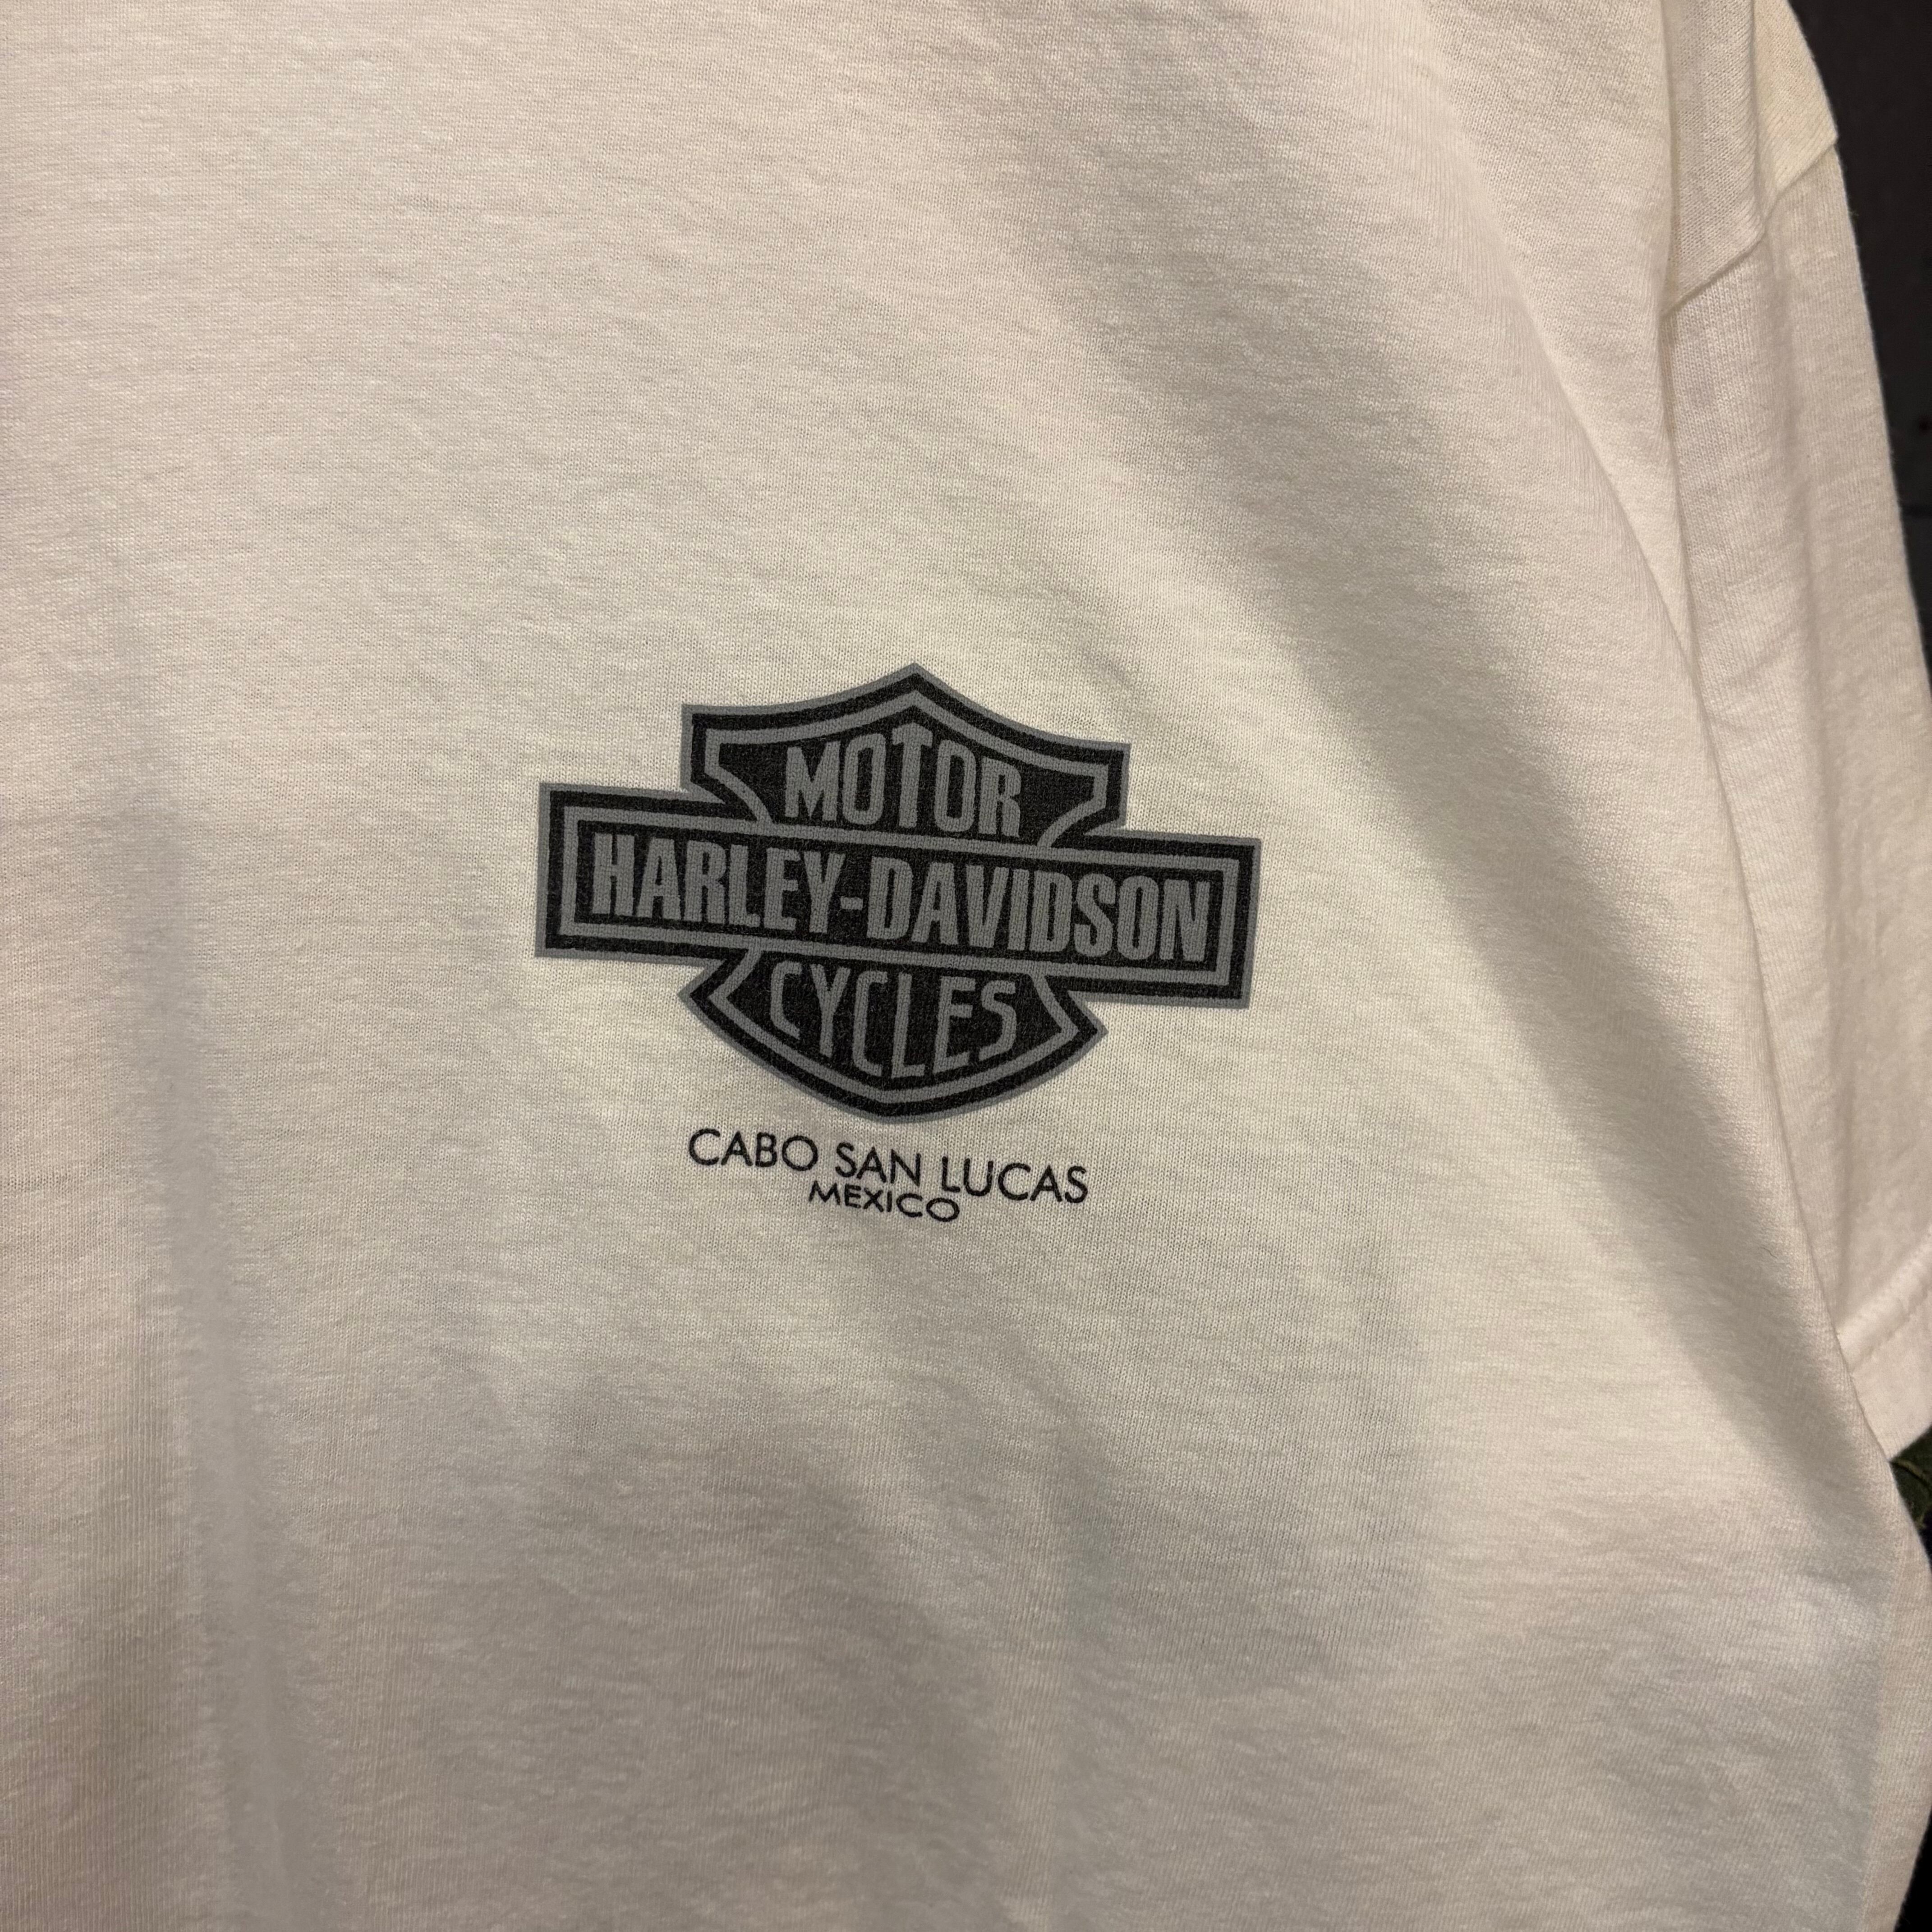 MOTOR
HARLEY-DAVIDSON
CYCLES
CABO SAN LUCAS
MEXICO